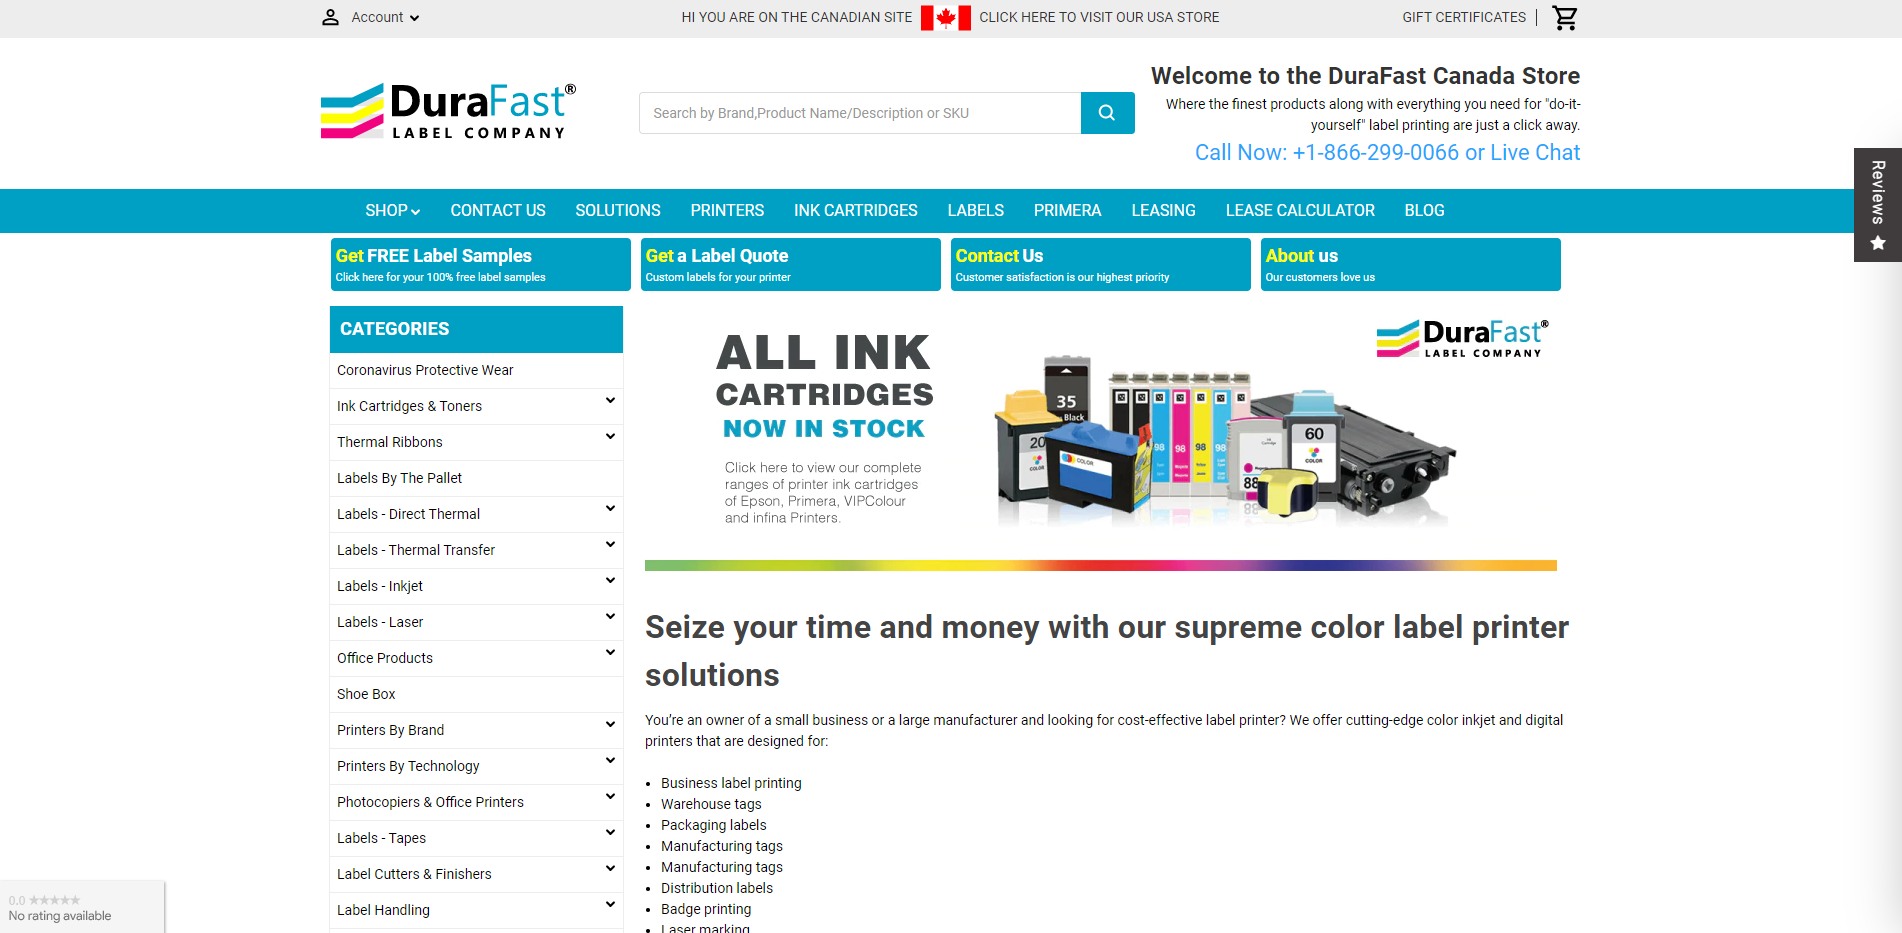 Account
HI YOU ARE ON THE CANADIAN SITE CLICK HERE TO VISIT OUR USA STORE
GIFT CERTIFICATES
DuraFast®
LABEL COMPANY
Search by Brand,Product Name/Description or SKU
Welcome to the DuraFast Canada Store
Where the finest products along with everything you need for "do-it-
yourself" label printing are just a click away.
Call Now: +1-866-299-0066 or Live Chat
Reviews
SHOP CONTACT US SOLUTIONS PRINTERS INK CARTRIDGES LABELS PRIMERA LEASING LEASE CALCULATOR BLOG
Get FREE Label Samples
Click here for your 100% free label samples
Get a Label Quote
Custom labels for your printer
Contact Us
Customer satisfaction is our highest priority
About us
Our customers love us
CATEGORIES
Coronavirus Protective Wear
Ink Cartridges & Toners
Thermal Ribbons
Labels By The Pallet
Labels - Direct Thermal
Labels - Thermal Transfer
Labels - Inkjet
Labels - Laser
Office Products
Shoe Box
Printers By Brand
Printers By Technology
Photocopiers & Office Printers
Labels - Tapes
Label Cutters & Finishers
Label Handling
ALL INK
CARTRIDGES
NOW IN STOCK
Click here to view our complete
ranges of printer ink cartridges
of Epson, Primera, VIPColour
and infina Printers.
DuraFast®
LABEL COMPANY
35
Black
20
COLOR
COLOR
98
98
98
98
88
60
COLOR
Seize your time and money with our supreme color label printer
solutions
You're an owner of a small business or a large manufacturer and looking for cost-effective label printer? We offer cutting-edge color inkjet and digital
printers that are designed for:
Business label printing
Warehouse tags
Packaging labels
Manufacturing tags
Manufacturing tags
Distribution labels
Badge printing
Laser marking
0.0
No rating available